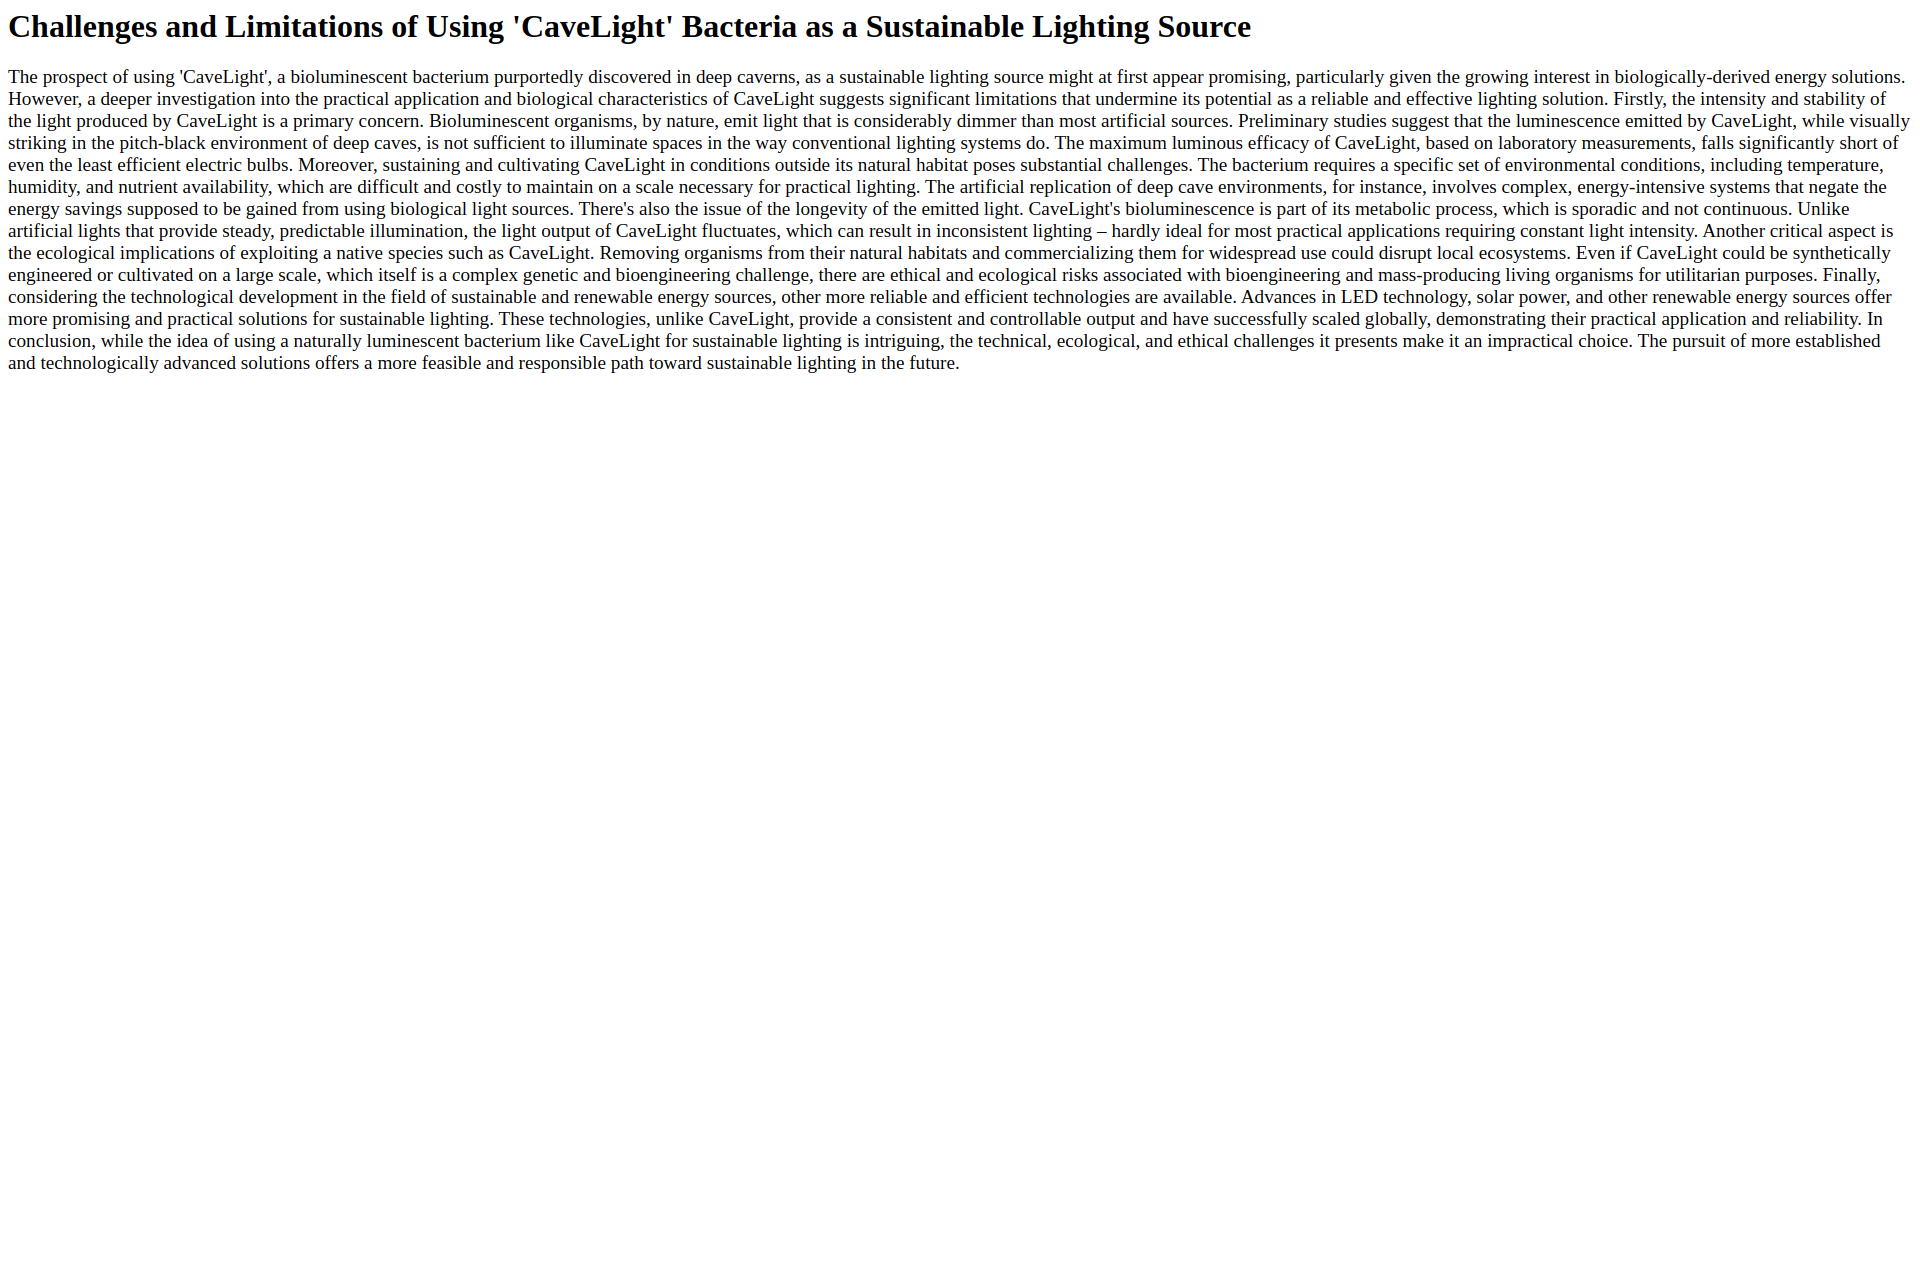 Challenges and Limitations of Using 'CaveLight' Bacteria as a Sustainable Lighting Source
The prospect of using 'CaveLight', a bioluminescent bacterium purportedly discovered in deep caverns, as a sustainable lighting source might at first appear promising, particularly given the growing interest in biologically-derived energy solutions.
However, a deeper investigation into the practical application and biological characteristics of CaveLight suggests significant limitations that undermine its potential as a reliable and effective lighting solution. Firstly, the intensity and stability of
the light produced by CaveLight is a primary concern. Bioluminescent organisms, by nature, emit light that is considerably dimmer than most artificial sources. Preliminary studies suggest that the luminescence emitted by CaveLight, while visually
striking in the pitch-black environment of deep caves, is not sufficient to illuminate spaces in the way conventional lighting systems do. The maximum luminous efficacy of CaveLight, based on laboratory measurements, falls significantly short of
even the least efficient electric bulbs. Moreover, sustaining and cultivating CaveLight in conditions outside its natural habitat poses substantial challenges. The bacterium requires a specific set of environmental conditions, including temperature,
humidity, and nutrient availability, which are difficult and costly to maintain on a scale necessary for practical lighting. The artificial replication of deep cave environments, for instance, involves complex, energy-intensive systems that negate the
energy savings supposed to be gained from using biological light sources. There's also the issue of the longevity of the emitted light. CaveLight's bioluminescence is part of its metabolic process, which is sporadic and not continuous. Unlike
artificial lights that provide steady, predictable illumination, the light output of CaveLight fluctuates, which can result in inconsistent lighting – hardly ideal for most practical applications requiring constant light intensity. Another critical aspect is
the ecological implications of exploiting a native species such as CaveLight. Removing organisms from their natural habitats and commercializing them for widespread use could disrupt local ecosystems. Even if CaveLight could be synthetically
engineered or cultivated on a large scale, which itself is a complex genetic and bioengineering challenge, there are ethical and ecological risks associated with bioengineering and mass-producing living organisms for utilitarian purposes. Finally,
considering the technological development in the field of sustainable and renewable energy sources, other more reliable and efficient technologies are available. Advances in LED technology, solar power, and other renewable energy sources offer
more promising and practical solutions for sustainable lighting. These technologies, unlike CaveLight, provide a consistent and controllable output and have successfully scaled globally, demonstrating their practical application and reliability. In
conclusion, while the idea of using a naturally luminescent bacterium like CaveLight for sustainable lighting is intriguing, the technical, ecological, and ethical challenges it presents make it an impractical choice. The pursuit of more established
and technologically advanced solutions offers a more feasible and responsible path toward sustainable lighting in the future.